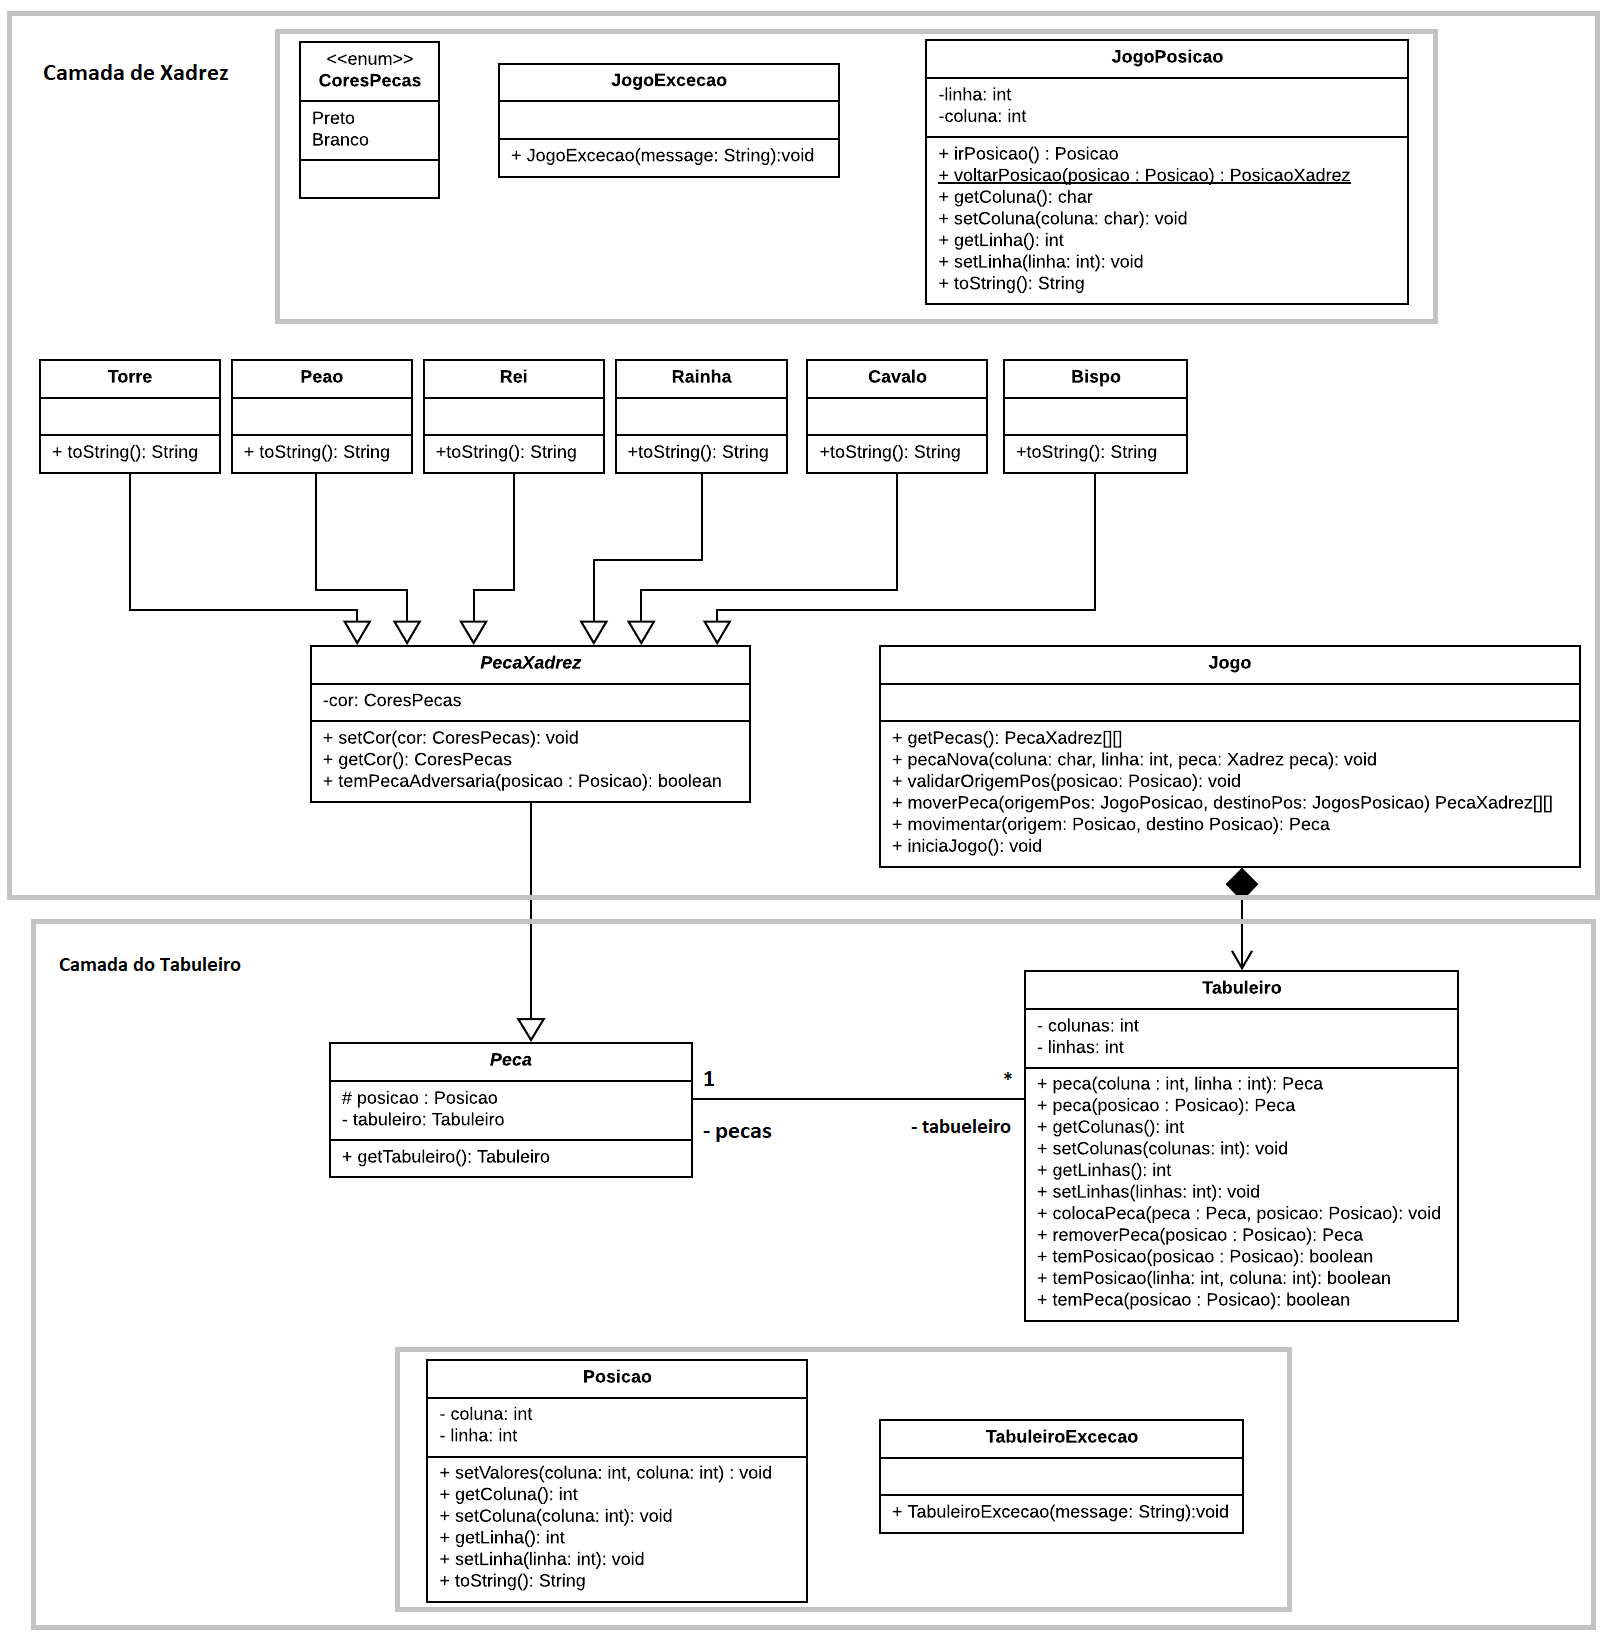 Camada de Xadrez
<<enum>>
CoresPecas
Preto
Branco
JogoExcecao
+ JogoExcecao(message: String):void
JogoPosicao
-linha: int
-coluna: int
+ irPosicao() : Posicao
+ voltarPosicao(posicao : Posicao) : PosicaoXadrez
+ getColuna(): char
+ setColuna(coluna: char): void
+ getLinha(): int
+ setLinha(linha: int): void
+ toString(): String
Torre
+ toString(): String
Peao
+ toString(): String
Rei
+toString(): String
Rainha
+toString(): String
Cavalo
+toString(): String
Bispo
+toString(): String
PecaXadrez
-cor: CoresPecas
+ setCor(cor: CoresPecas): void
+ getCor(): CoresPecas
+ temPecaAdversaria(posicao : Posicao): boolean
Jogo
+ getPecas(): PecaXadrez[][]
+ pecaNova(coluna: char, linha: int, peca: Xadrez peca): void
+ validarOrigemPos(posicao: Posicao): void
+ moverPeca(origemPos: JogoPosicao, destinoPos: JogosPosicao) PecaXadrez[][]
+ movimentar(origem: Posicao, destino Posicao): Peca
+ iniciaJogo(): void
Camada do Tabuleiro
Peca
# posicao : Posicao
- tabuleiro: Tabuleiro
+ getTabuleiro(): Tabuleiro
1
- pecas
*
- tabueleiro
Tabuleiro
- colunas: int
- linhas: int
+ peca(coluna : int, linha : int): Peca
+ peca(posicao : Posicao): Peca
+ getColunas(): int
+ setColunas(colunas: int): void
+ getLinhas(): int
+ setLinhas(linhas: int): void
+ colocaPeca(peca : Peca, posicao: Posicao): void
+ removerPeca(posicao : Posicao): Peca
+ temPosicao(posicao : Posicao): boolean
+ temPosicao(linha: int, coluna: int): boolean
+ temPeca(posicao : Posicao): boolean
Posicao
- coluna: int
- linha: int
+ setValores(coluna: int, coluna: int) : void
+ getColuna(): int
+ setColuna(coluna: int): void
+ getLinha(): int
+ setLinha(linha: int): void
+ toString(): String
TabuleiroExcecao
+ TabuleiroExcecao(message: String):void